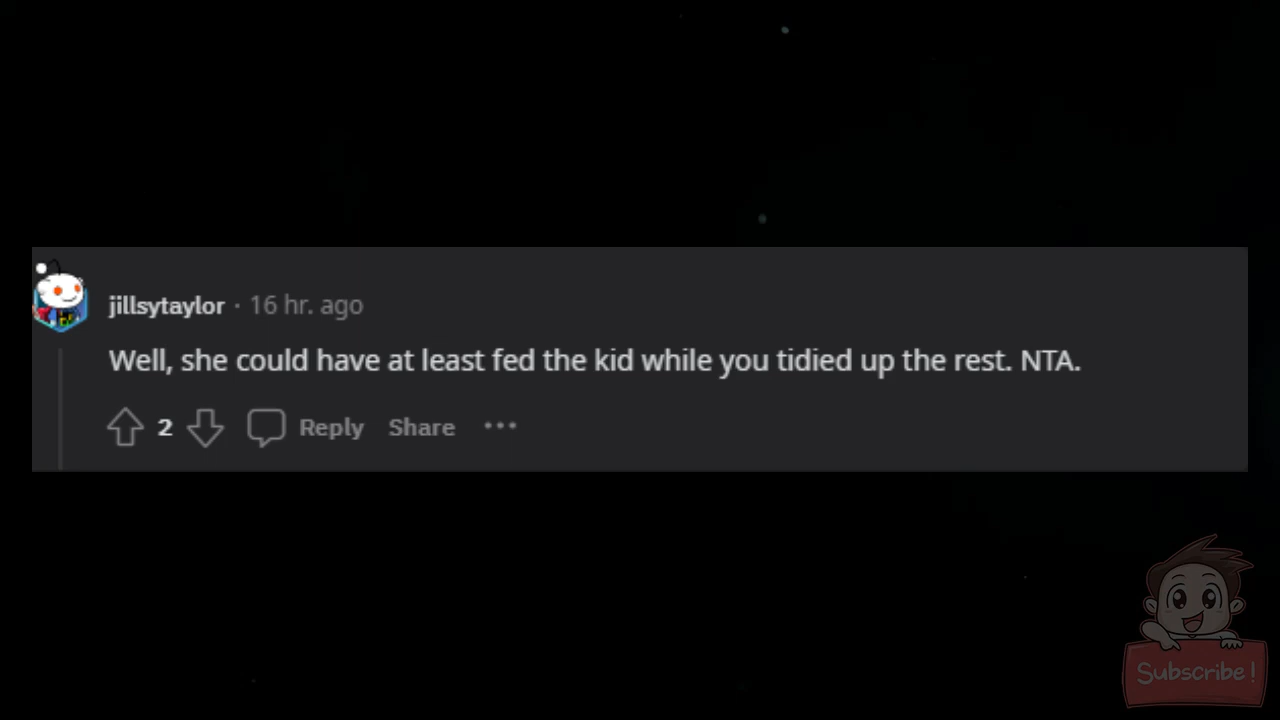 jillsytaylor · 16 hr. ago
Well, she could have at least fed the kid while you tidied up the rest. NTA.
2 Reply Share ···
Subscribe!